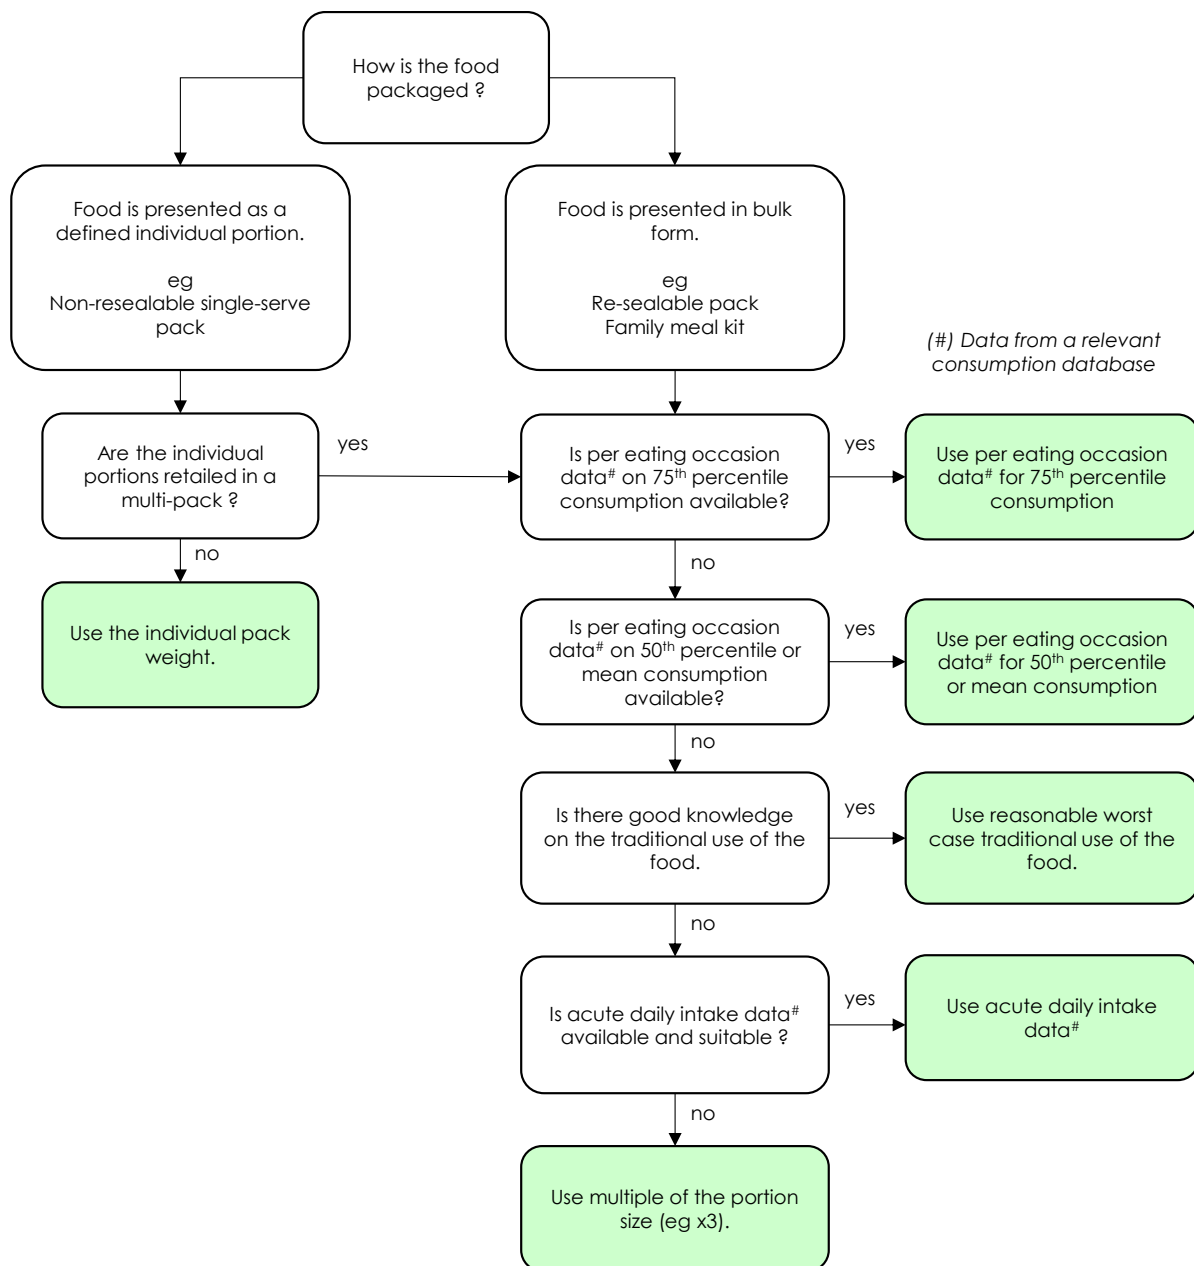 How is the food
packaged ?
Food is presented as a
defined individual portion.
eg
Non-resealable single-serve
pack
Food is presented in bulk
form.
eg
Re-sealable pack
Family meal kit
(#) Data from a relevant
consumption database
Are the individual
portions retailed in a
multi-pack ?
yes
Is per eating occasion
data# on 75th percentile
consumption available?
yes
Use per eating occasion
data# for 75th percentile
consumption
no
no
Use the individual pack
weight.
Is per eating occasion
data# on 50th percentile or
mean consumption
available?
yes
Use per eating occasion
data# for 50th percentile
or mean consumption
no
Is there good knowledge
on the traditional use of the
food.
yes
Use reasonable worst
case traditional use of the
food.
no
Is acute daily intake data#
available and suitable ?
yes
Use acute daily intake
data#
no
Use multiple of the portion
size (eg x3).